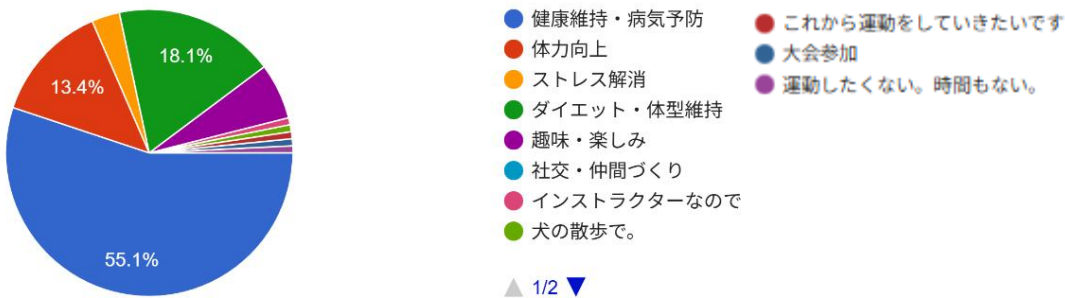 18.1%
13.4%
55.1%
健康維持・病気予防
体力向上
ストレス解消
ダイエット・体型維持
趣味・楽しみ
社交・仲間づくり
インストラクターなので
犬の散歩で。
1/2
これから運動をしていきたいです
大会参加
運動したくない。時間もない。